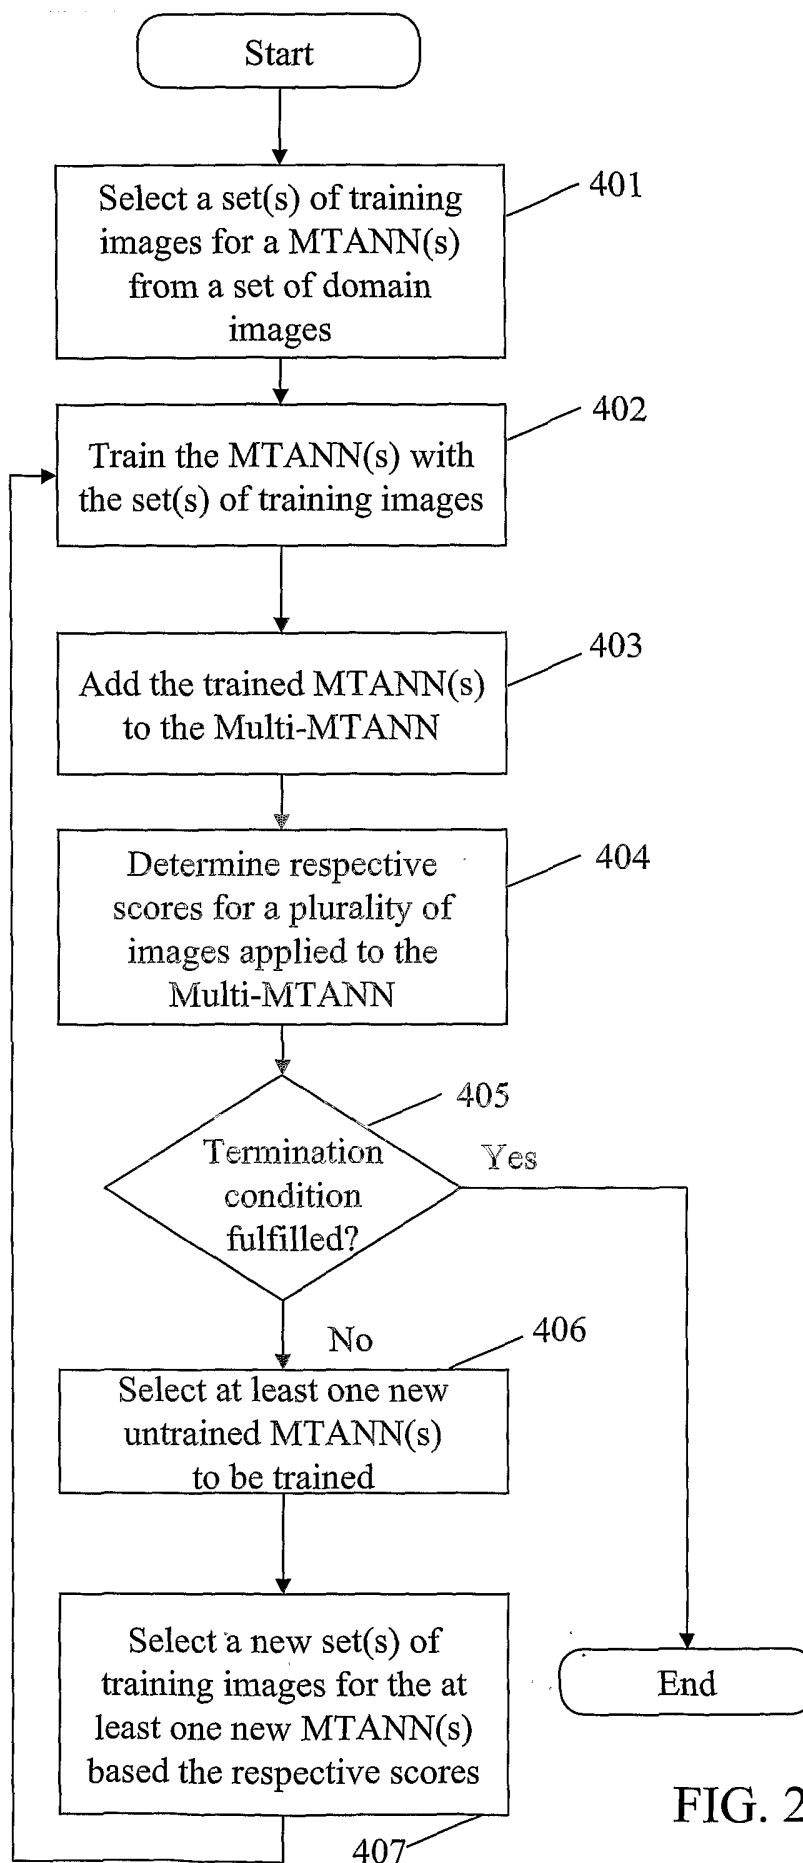 Start
401
Select a set(s) of training
images for a MTANN(s)
from a set of domain
images
402
Train the MTANN(s) with
the set(s) of training images
403
Add the trained MTANN(s)
to the Multi-MTANN
404
Determine respective
scores for a plurality of
images applied to the
Multi-MTANN
405
Termination
condition
fulfilled?
Yes
No
406
Select at least one new
untrained MTANN(s)
to be trained
Select a new set(s) of
training images for the at
least one new MTANN(s)
based the respective scores
End
407
FIG. 2